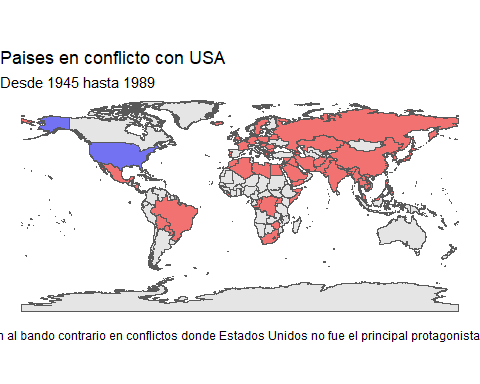 Paises en conflicto con USA
Desde 1945 hasta 1989
al bando contrario en conflictos donde Estados Unidos no fue el principal protagonista